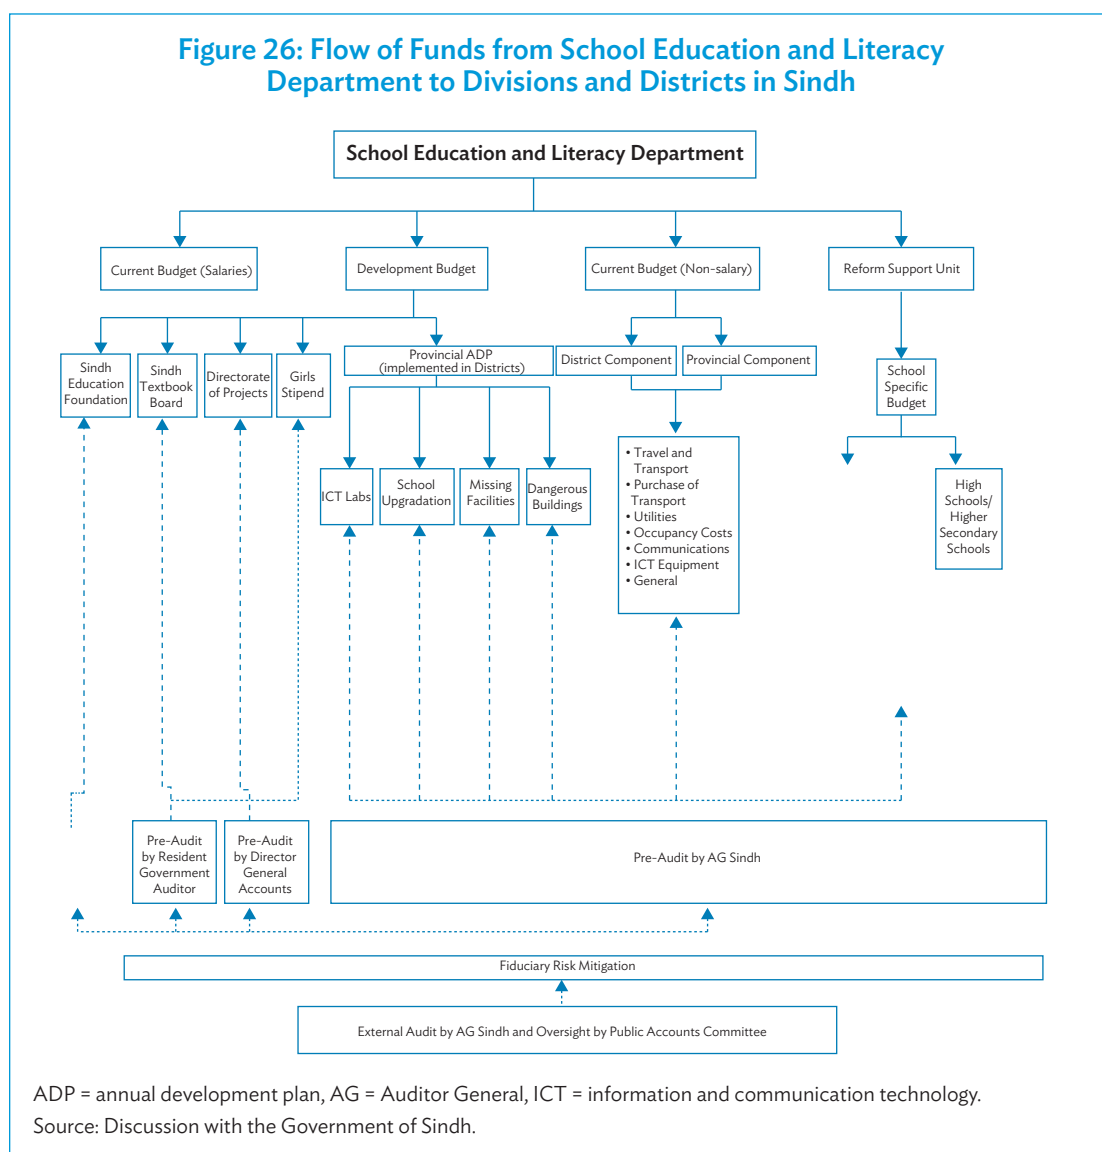 Figure 26: Flow of Funds from School Education and Literacy
Department to Divisions and Districts in Sindh
School Education and Literacy Department
Current Budget (Salaries)
Development Budget
Current Budget (Non-salary)
Reform Support Unit
Sindh
Education
Foundation
Sindh
Textbook
Board
Directorate
of Projects
Girls
Stipend
Provincial ADP
(implemented in Districts)
District Component
Provincial Component
School
Specific
Budget
ICT Labs
School
Upgradation
Missing
Facilities
Dangerous
Buildings
• Travel and
Transport
• Purchase of
Transport
• Utilities
• Occupancy Costs
• Communications
• ICT Equipment
• General
High
Schools/
Higher
Secondary
Schools
Pre-Audit
by Resident
Government
Auditor
Pre-Audit
by Director
General
Accounts
Pre-Audit by AG Sindh
Fiduciary Risk Mitigation
External Audit by AG Sindh and Oversight by Public Accounts Committee
ADP = annual development plan, AG = Auditor General, ICT = information and communication technology.
Source: Discussion with the Government of Sindh.